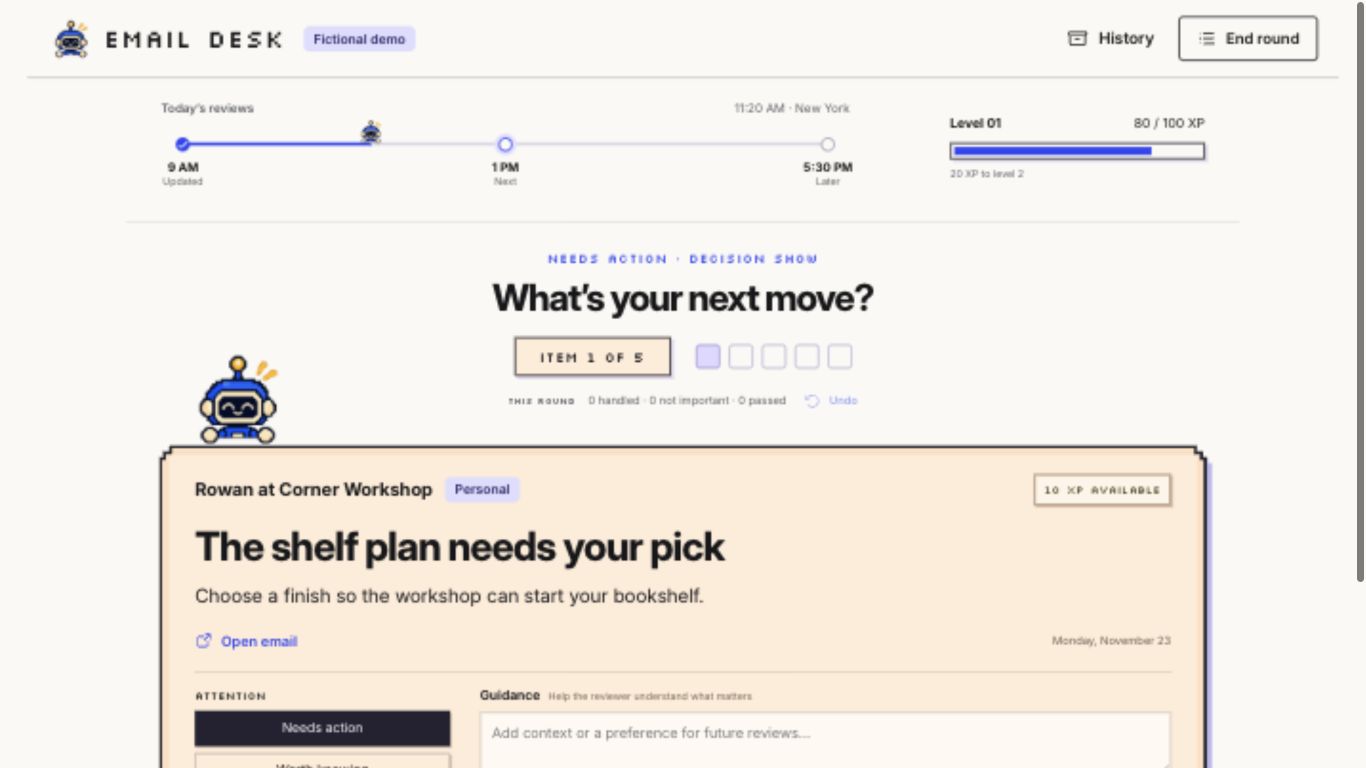 EMAIL DESK Fictional demo History End round
Today's reviews 11:20 AM · New York
Level 01 80 / 100 XP
9 AM 1 PM 5:30 PM
Updated Next Later
20 XP to level 2
NEEDS ACTION · DECISION SHOW
What's your next move?
ITEM 1 OF 5
THIS ROUND 0 handled · 0 not important · 0 passed Undo
Rowan at Corner Workshop Personal 10 XP AVAILABLE
The shelf plan needs your pick
Choose a finish so the workshop can start your bookshelf.
Open email Monday, November 23
ATTENTION Guidance Help the reviewer understand what matters
Needs action
Add context or a preference for future reviews...
Worth knowing